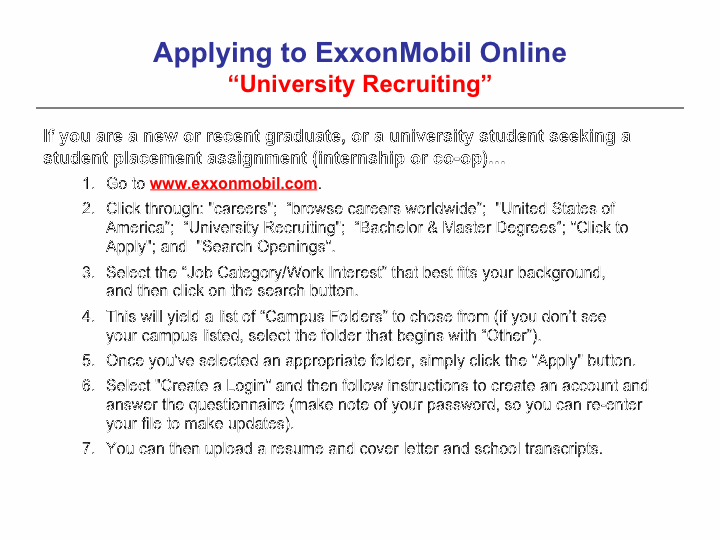 Applying to ExxonMobil Online
“University Recruiting”
If you are a new or recent graduate, or a university student seeking a
student placement assignment (internship or co-op)…
1. Go to www.exxonmobil.com.
2. Click through: "careers"; “browse careers worldwide”; "United States of
America”; “University Recruiting"; “Bachelor & Master Degrees”; “Click to
Apply"; and "Search Openings".
3. Select the “Job Category/Work Interest” that best fits your background,
and then click on the search button.
4. This will yield a list of “Campus Folders” to chose from (if you don’t see
your campus listed, select the folder that begins with “Other”).
5. Once you’ve selected an appropriate folder, simply click the “Apply” button.
6. Select "Create a Login” and then follow instructions to create an account and
answer the questionnaire (make note of your password, so you can re-enter
your file to make updates).
7. You can then upload a resume and cover letter and school transcripts.